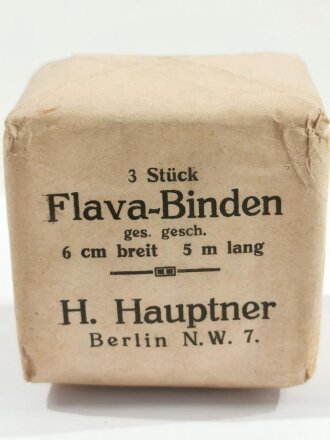 3 Stück
Flava-Binden
ges. gesch.
6 cm breit 5 m lang
H. Hauptner
Berlin N.W. 7.